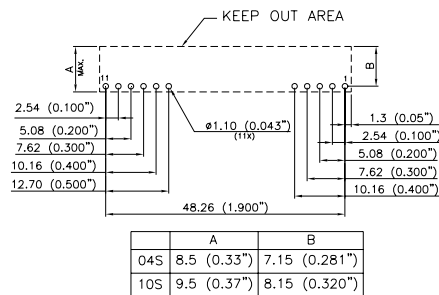 KEEP OUT AREA
A
MAX.
B
11
1
2.54 (0.100")
5.08 (0.200")
7.62 (0.300")
10.16 (0.400")
12.70 (0.500")
ø1.10 (0.043")
(11X)
1.3 (0.05")
2.54 (0.100")
5.08 (0.200")
7.62 (0.300")
10.16 (0.400")
48.26 (1.900")
A B
04S 8.5 (0.33") 7.15 (0.281")
10S 9.5 (0.37") 8.15 (0.320")